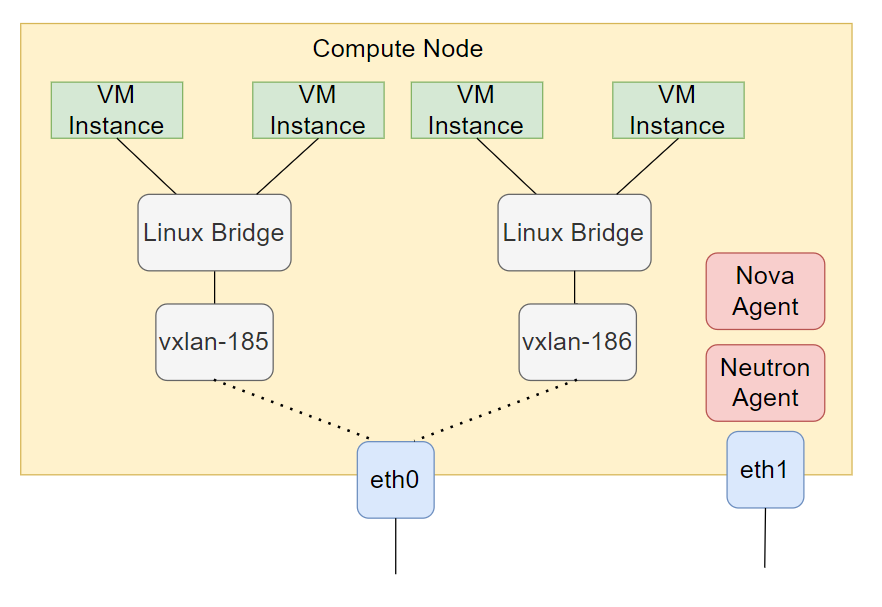 Compute Node
VM
Instance
VM
Instance
VM
Instance
VM
Instance
Linux Bridge
Linux Bridge
Nova
Agent
vxlan-185
vxlan-186
Neutron
Agent
eth0
eth1